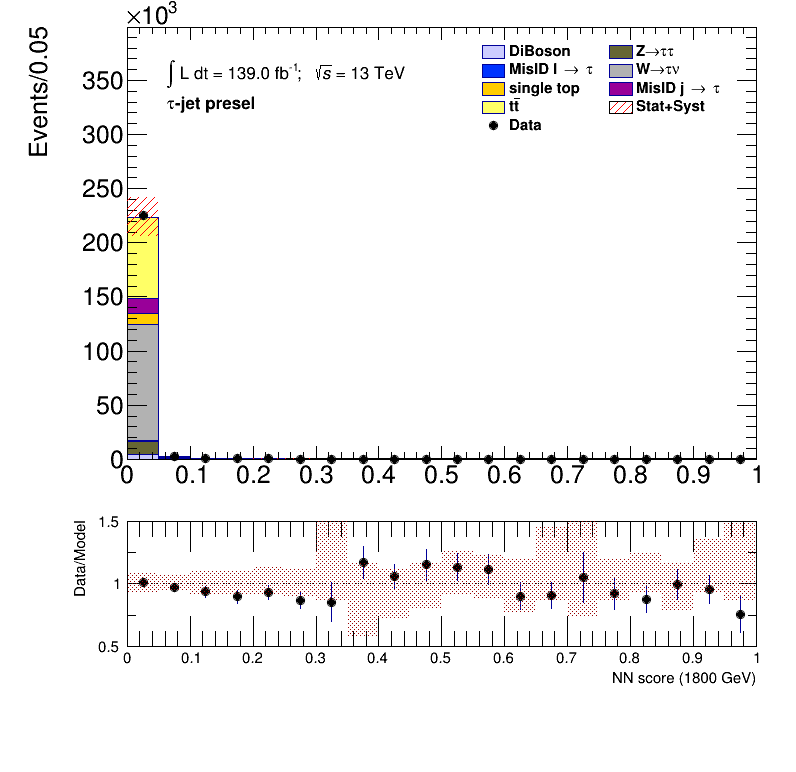 ×10³
Events/0.05
350
300
250
200
150
100
50
0
∫ L dt = 139.0 fb⁻¹; √s = 13 TeV
τ-jet presel
DiBoson
MisID l → τ
single top
tt̄
Data
Z→ττ
W→τν
MisID j → τ
Stat+Syst
0 0.1 0.2 0.3 0.4 0.5 0.6 0.7 0.8 0.9 1
Data/Model
1.5
1
0.5
0 0.1 0.2 0.3 0.4 0.5 0.6 0.7 0.8 0.9 1
NN score (1800 GeV)